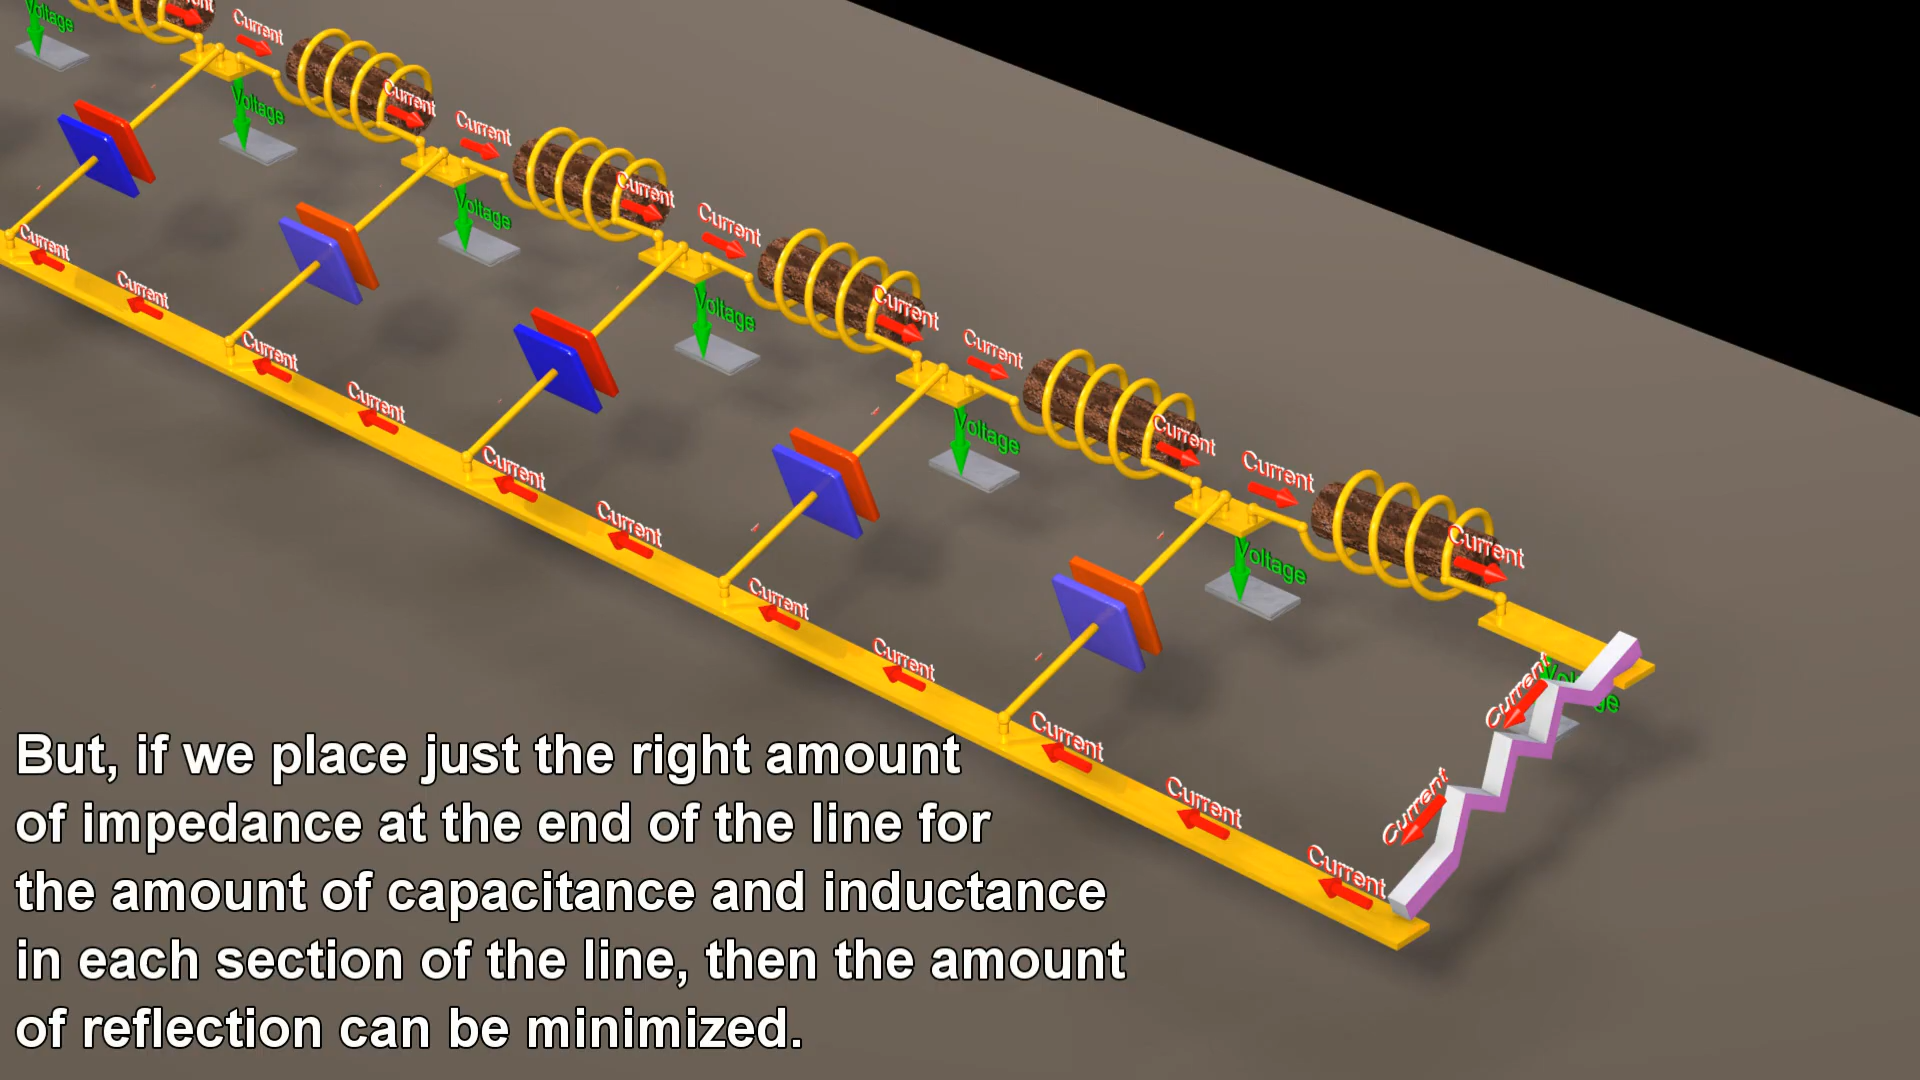 Voltage
Current
Voltage
Current
Current
Voltage
Current
Current
Voltage
Current
Current
Voltage
Current
Current
Voltage
Current
Current
Voltage
Current
Current
Current
Current
Current
Current
Current
Current
Current
Current
Current
Current
Current
Current
But, if we place just the right amount
of impedance at the end of the line for
the amount of capacitance and inductance
in each section of the line, then the amount
of reflection can be minimized.